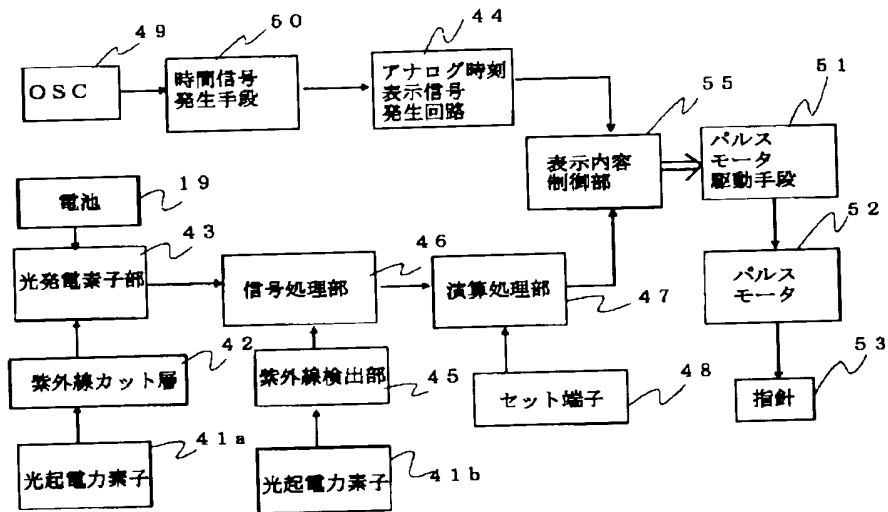 49
OSC
50
時間信号
発生手段
44
アナログ時刻
表示信号
発生回路
55
表示内容
制御部
51
パルス
モータ
駆動手段
電池
19
光発電素子部
43
信号処理部
46
演算処理部
47
52
パルス
モータ
紫外線カット層
42
紫外線検出部
45
セット端子
48
指針
53
光起電力素子
41a
光起電力素子
41b